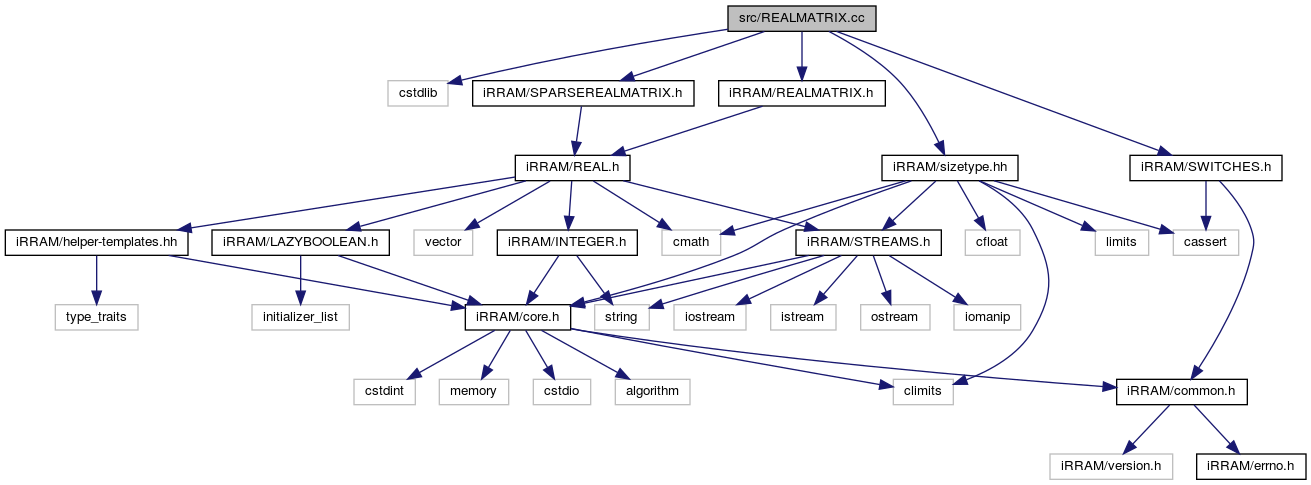 src/REALMATRIX.cc
cstdlib
iRRAM/SPARSEREALMATRIX.h
iRRAM/REALMATRIX.h
iRRAM/REAL.h
iRRAM/sizetype.hh
iRRAM/SWITCHES.h
iRRAM/helper-templates.hh
iRRAM/LAZYBOOLEAN.h
vector
iRRAM/INTEGER.h
cmath
iRRAM/STREAMS.h
cfloat
limits
cassert
type_traits
initializer_list
iRRAM/core.h
string
iostream
istream
ostream
iomanip
cstdint
memory
cstdio
algorithm
climits
iRRAM/common.h
iRRAM/version.h
iRRAM/errno.h